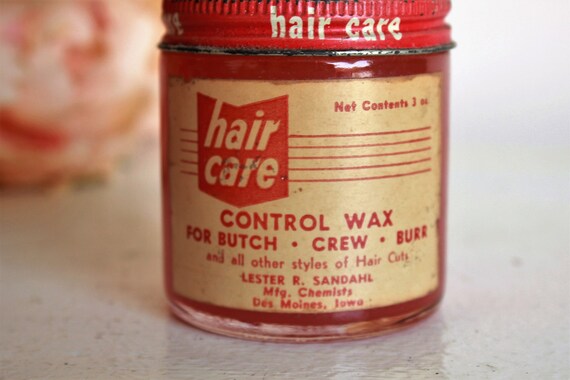 hair care
Net Contents 3 oz.
hair
care
CONTROL WAX
FOR BUTCH • CREW • BURR
and all other styles of Hair Cuts
LESTER R. SANDAHL
Mfg. Chemists
Des Moines, Iowa